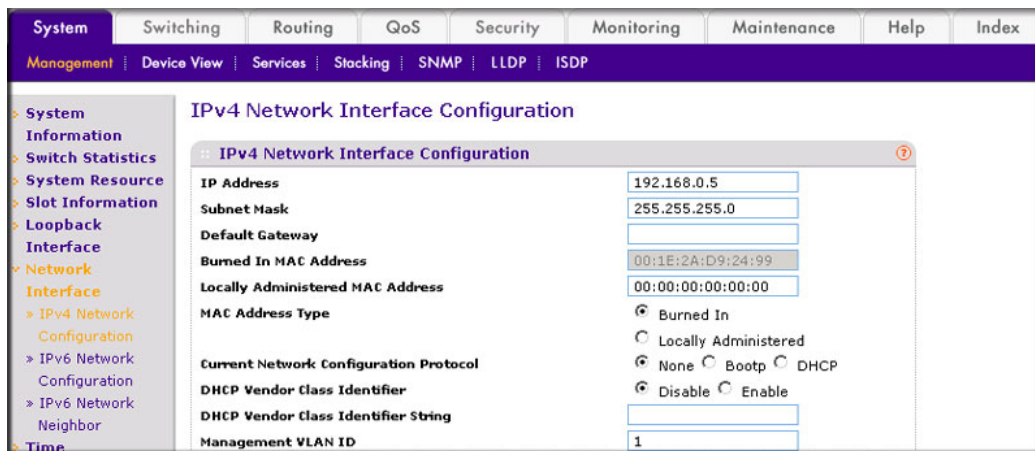 System Switching Routing QoS Security Monitoring Maintenance Help Index
Management Device View Services Stacking SNMP LLDP ISDP
System
Information
Switch Statistics
System Resource
Slot Information
Loopback
Interface
Network
Interface
» IPv4 Network
Configuration
» IPv6 Network
Configuration
» IPv6 Network
Neighbor
Time
IPv4 Network Interface Configuration
IPv4 Network Interface Configuration ?
IP Address 192.168.0.5
Subnet Mask 255.255.255.0
Default Gateway
Burned In MAC Address 00:1E:2A:D9:24:99
Locally Administered MAC Address 00:00:00:00:00:00
MAC Address Type Burned In
Locally Administered
Current Network Configuration Protocol None Bootp DHCP
DHCP Vendor Class Identifier Disable Enable
DHCP Vendor Class Identifier String
Management VLAN ID 1